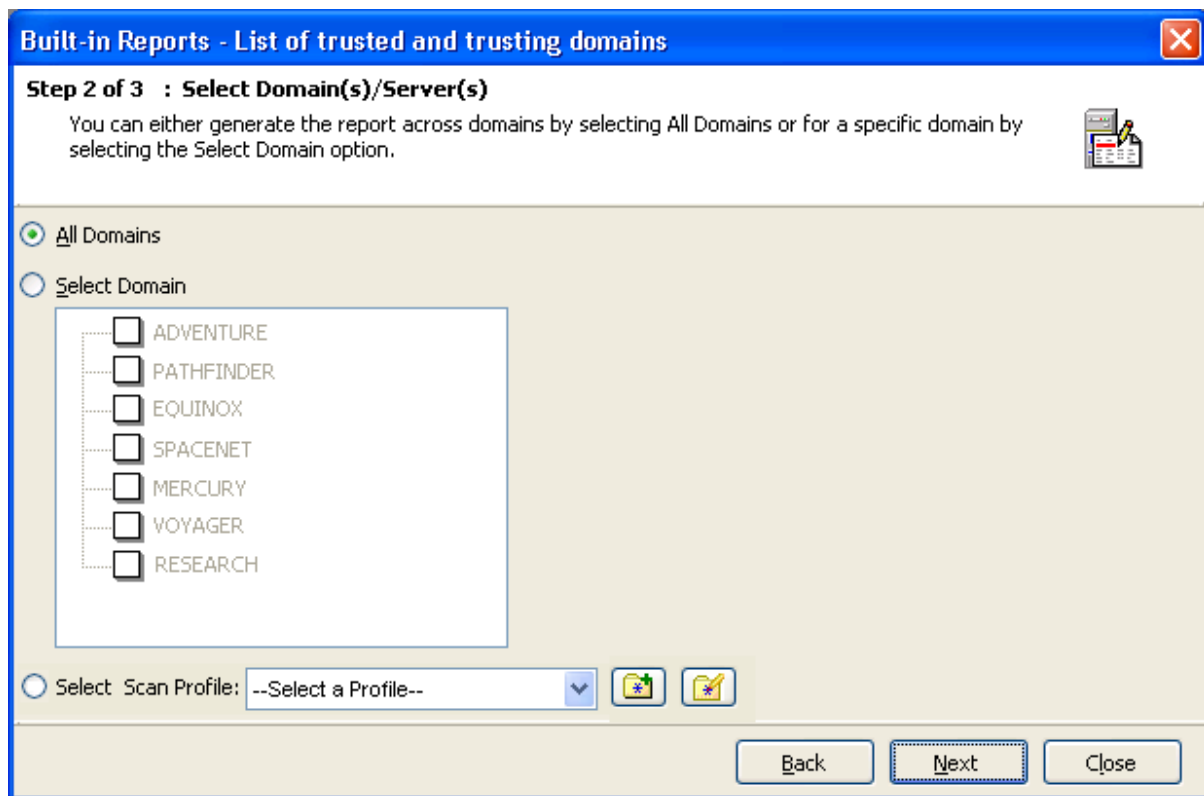 Built-in Reports - List of trusted and trusting domains
Step 2 of 3 : Select Domain(s)/Server(s)
You can either generate the report across domains by selecting All Domains or for a specific domain by
selecting the Select Domain option.
All Domains
Select Domain
ADVENTURE
PATHFINDER
EQUINOX
SPACENET
MERCURY
VOYAGER
RESEARCH
Select Scan Profile: --Select a Profile--
Back Next Close